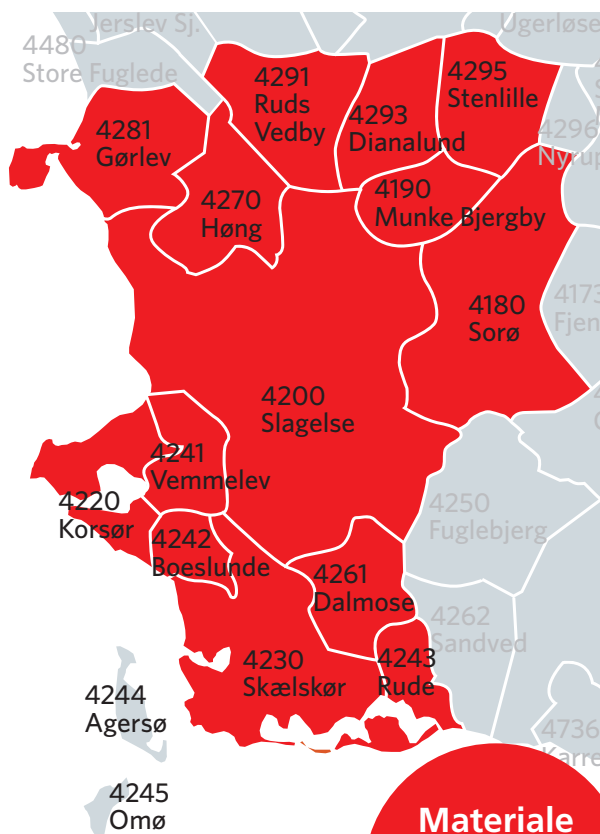 Jerslev Sj.
Ugerløse
4480
Store Fuglede
4291
Ruds
Vedby
4295
Stenlille
4293
Dianalund
4281
Gørlev
4296
Nyrup
4270
Høng
4190
Munke Bjergby
4173
Fjen
4180
Sorø
4200
Slagelse
4241
Vemmelev
4220
Korsør
4250
Fuglebjerg
4242
Boeslunde
4261
Dalmose
4262
Sandved
4230
Skælskør
4243
Rude
4244
Agersø
4736
Karre
4245
Omø
Materiale